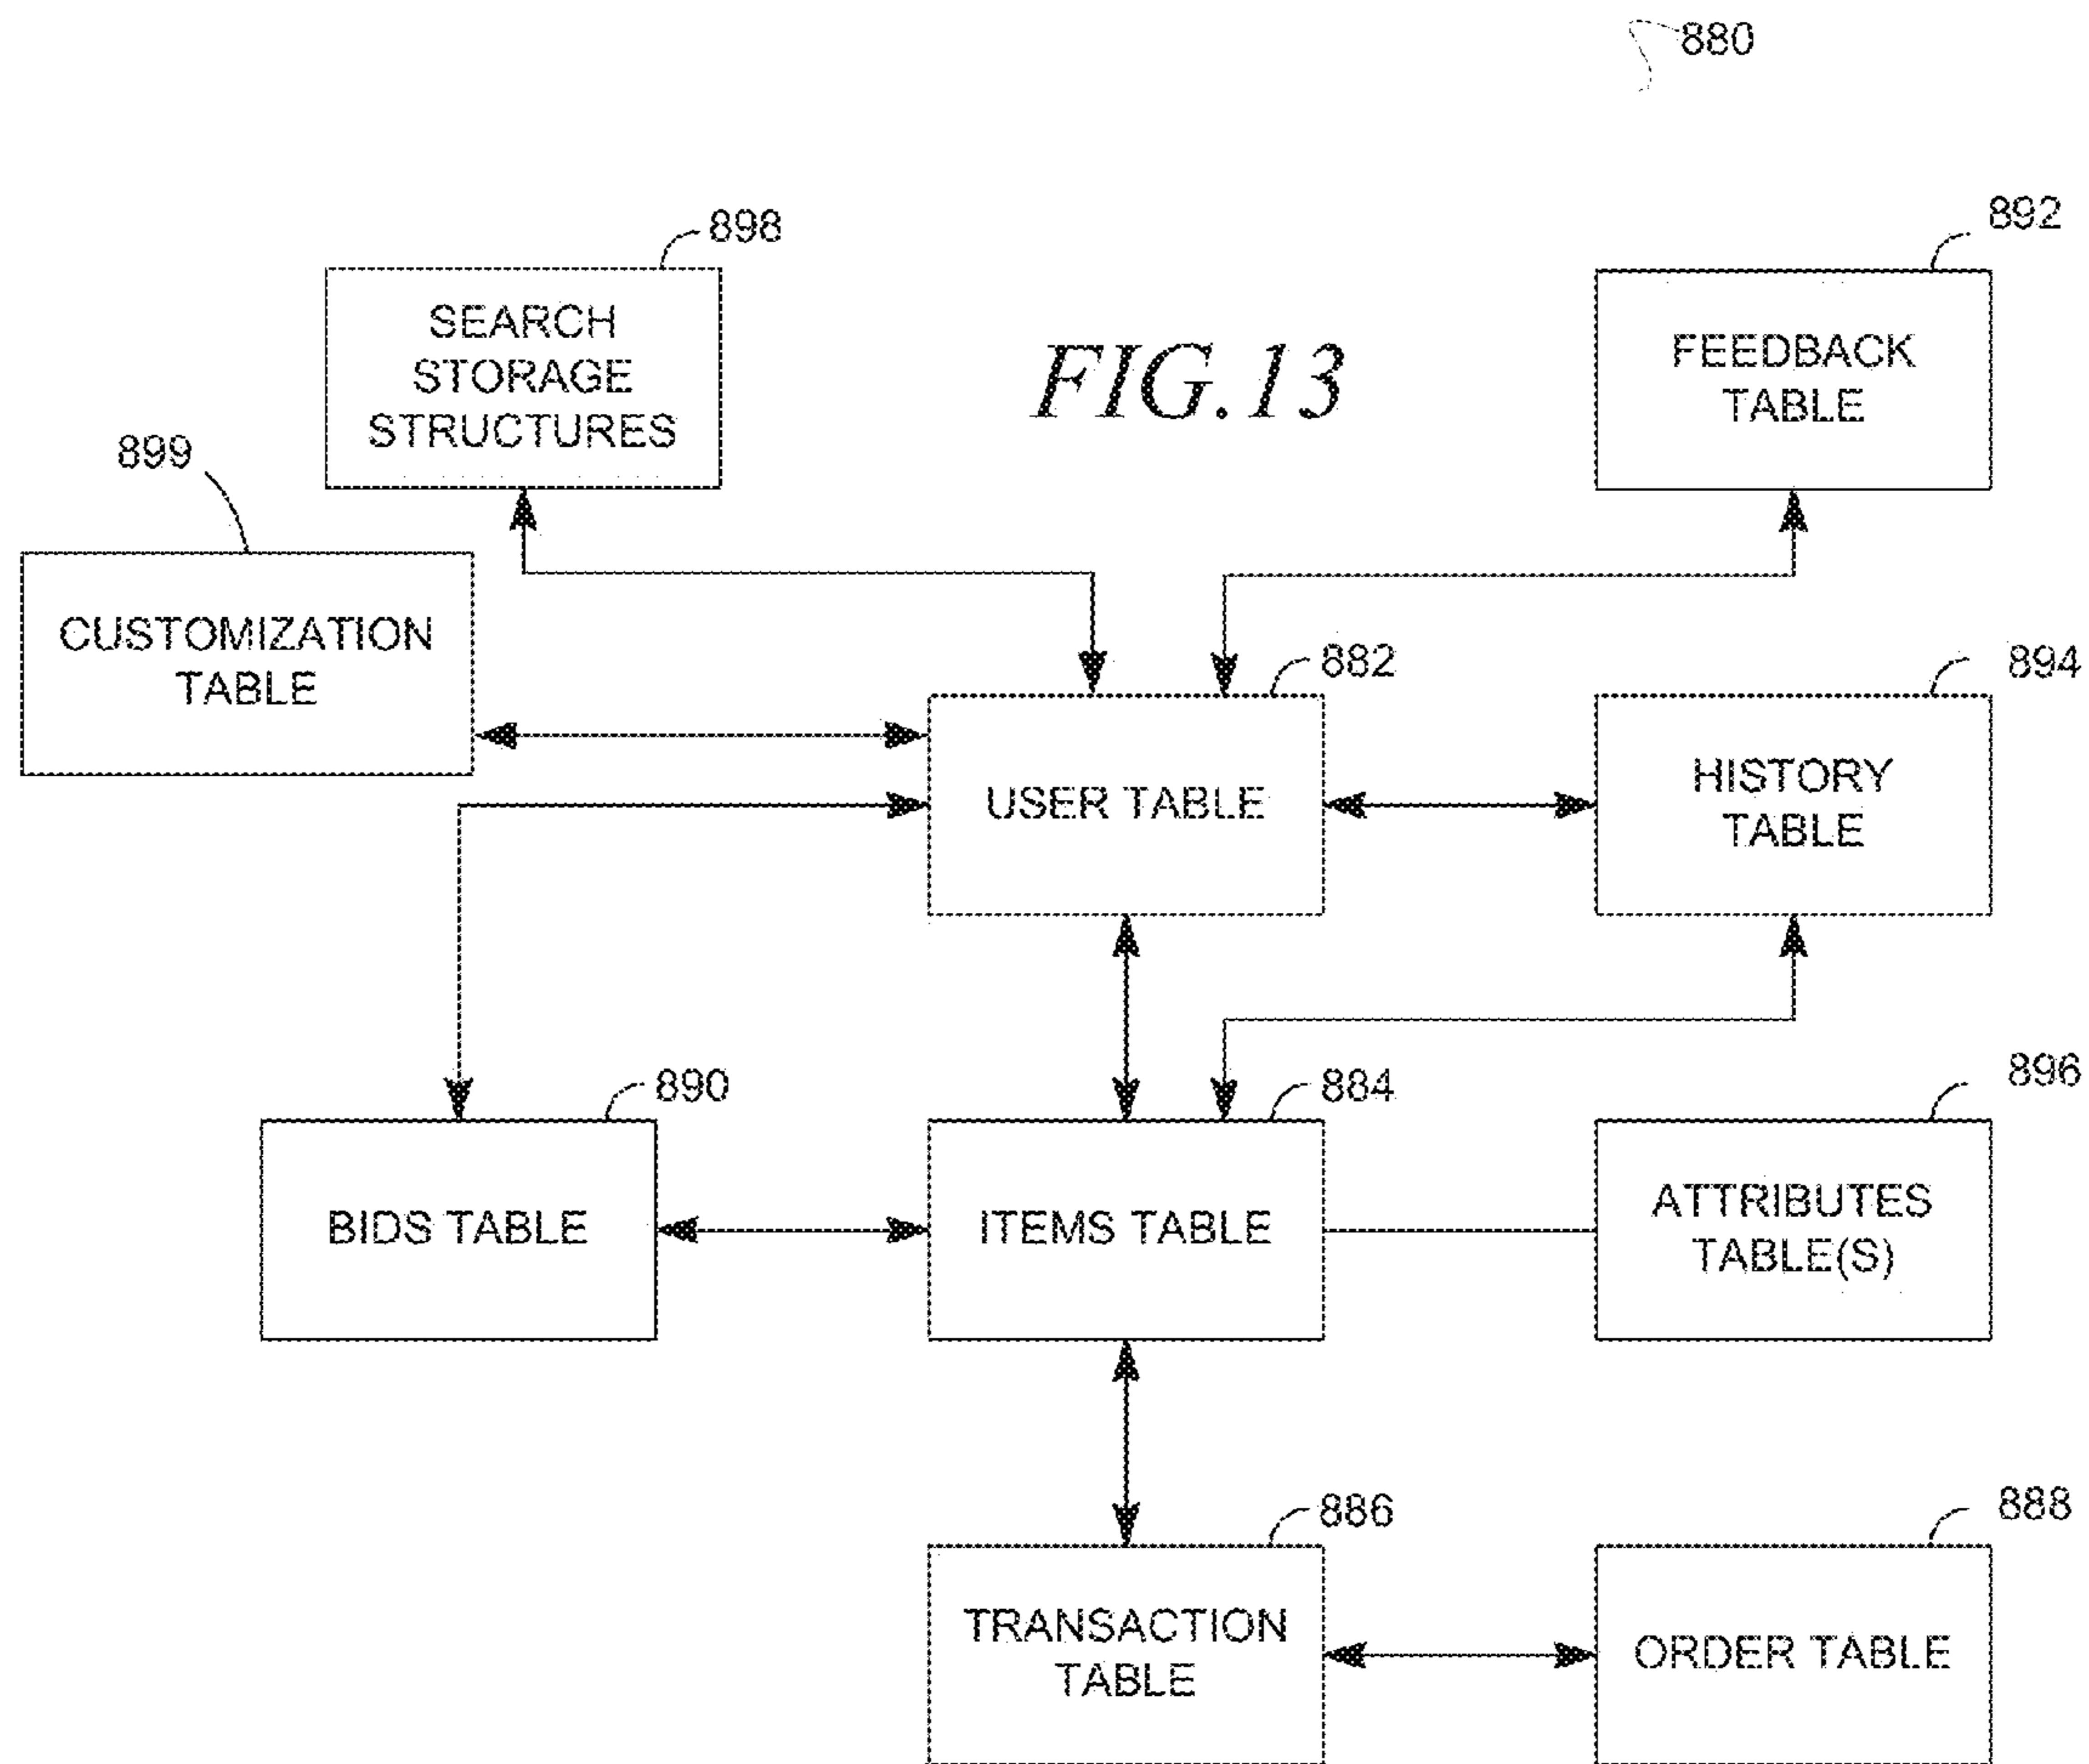 880
898
892
SEARCH
STORAGE
STRUCTURES
FIG.13
FEEDBACK
TABLE
899
CUSTOMIZATION
TABLE
882
894
USER TABLE
HISTORY
TABLE
890
884
896
BIDS TABLE
ITEMS TABLE
ATTRIBUTES
TABLE(S)
886
888
TRANSACTION
TABLE
ORDER TABLE